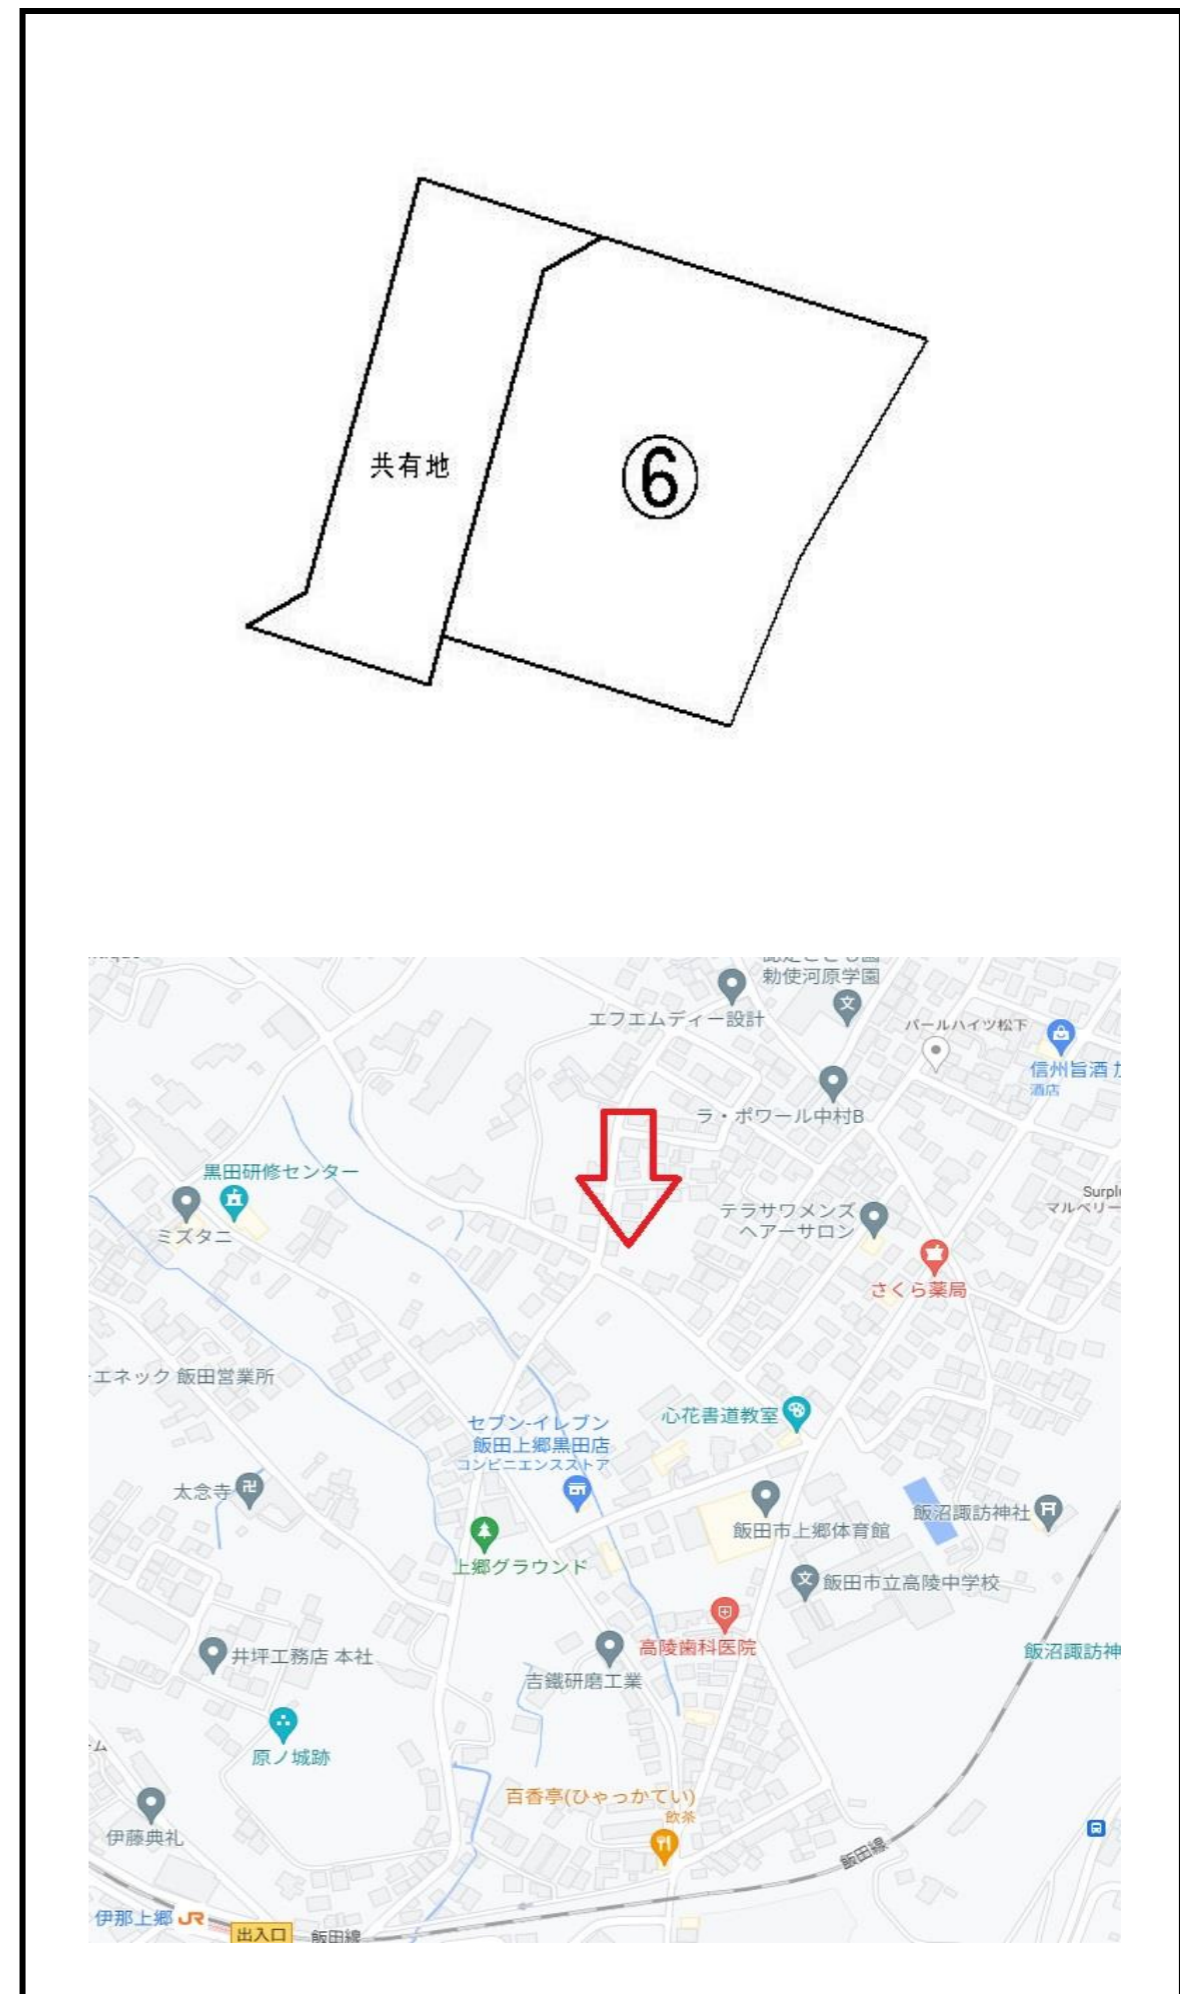 共有地
⑥
勅使河原学園
エフエムディー設計
文
パールハイツ松下
信州旨酒 カ
酒店
ラ・ポワール中村B
黒田研修センター
ミズタニ
テラサワメンズ
ヘアーサロン
Surplu
マルベリー
さくら薬局
エネック 飯田営業所
セブン-イレブン
飯田上郷黒田店
コンビニエンスストア
心花書道教室
太念寺
飯田市上郷体育館
飯沼諏訪神社
上郷グラウンド
文
飯田市立高陵中学校
高陵歯科医院
飯沼諏訪神
井坪工務店 本社
吉鐵研磨工業
ム
原ノ城跡
百香亭(ひゃっかてい)
飲茶
伊藤典礼
飯田線
伊那上郷 JR
出入口
飯田線